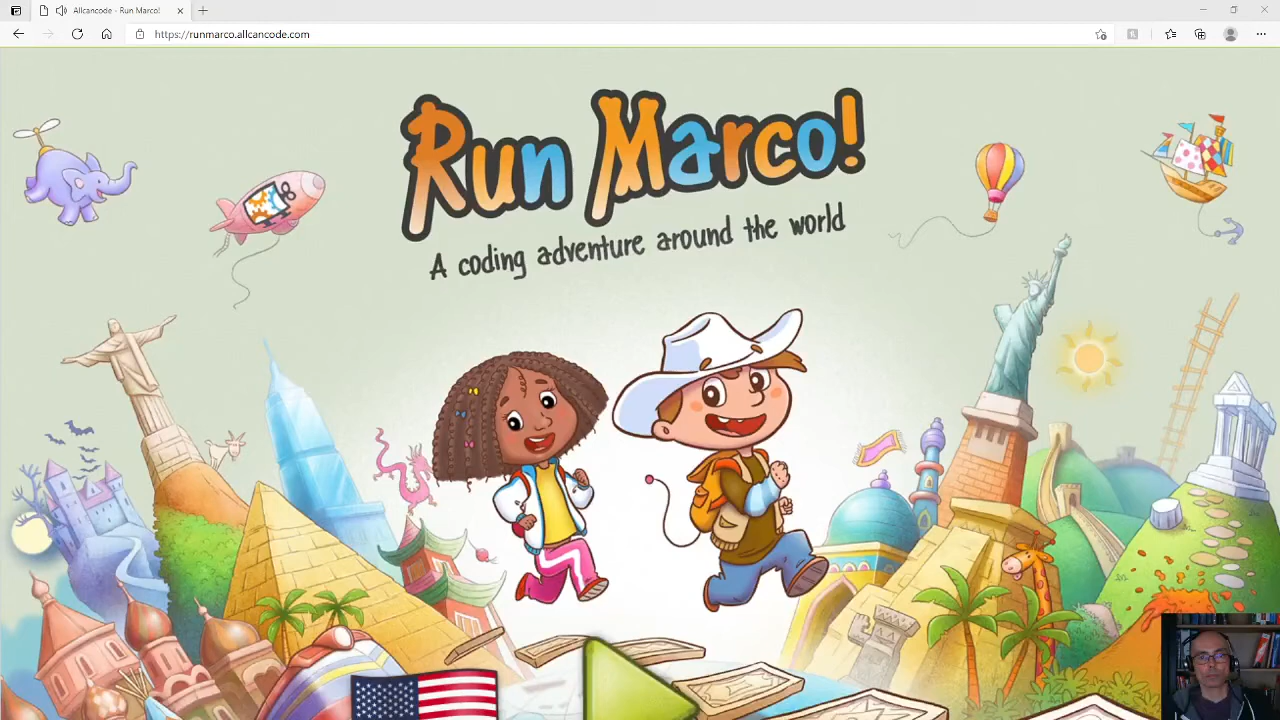 Allcancode - Run Marco!
https://runmarco.allcancode.com
Run Marco!
A coding adventure around the world